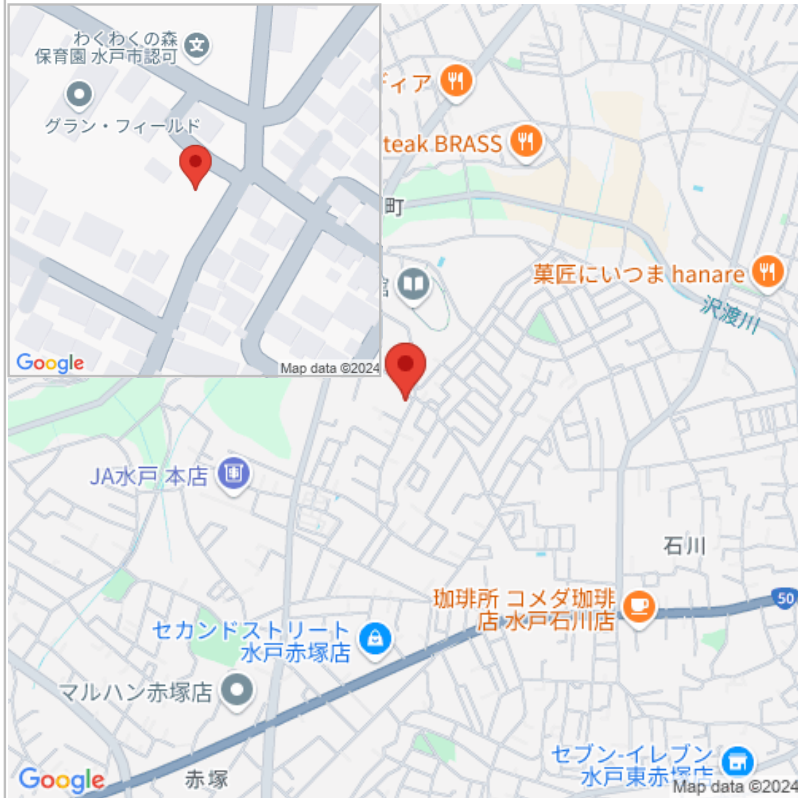 わくわくの森
保育園 水戸市認可
グラン・フィールド
Google
Map data ©2024
ィア
teak BRASS
町
菓匠にいつま hanare
沢渡川
JA水戸 本店
石川
珈琲所 コメダ珈琲
店 水戸石川店
50
セカンドストリート
水戸赤塚店
マルハン赤塚店
赤塚
セブン-イレブン
水戸東赤塚店
Google
Map data ©2024